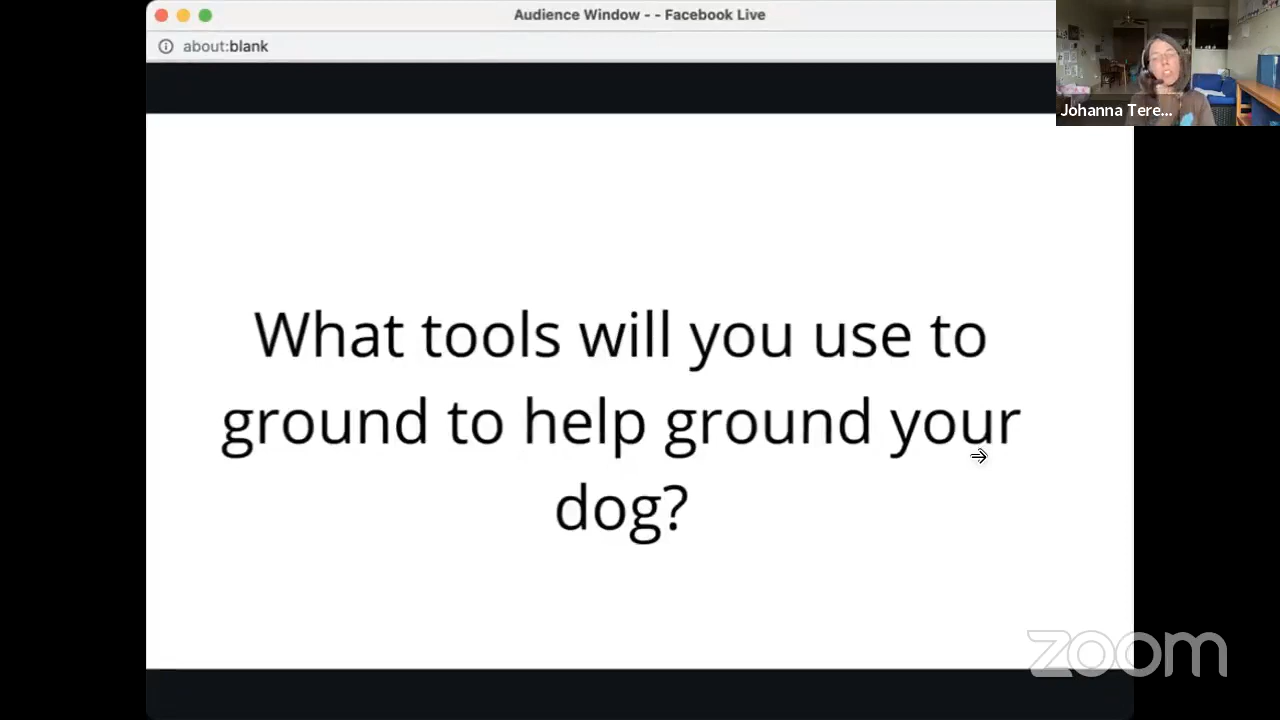 Audience Window - - Facebook Live
about:blank
Johanna Tere...
What tools will you use to
ground to help ground your
dog?
zoom